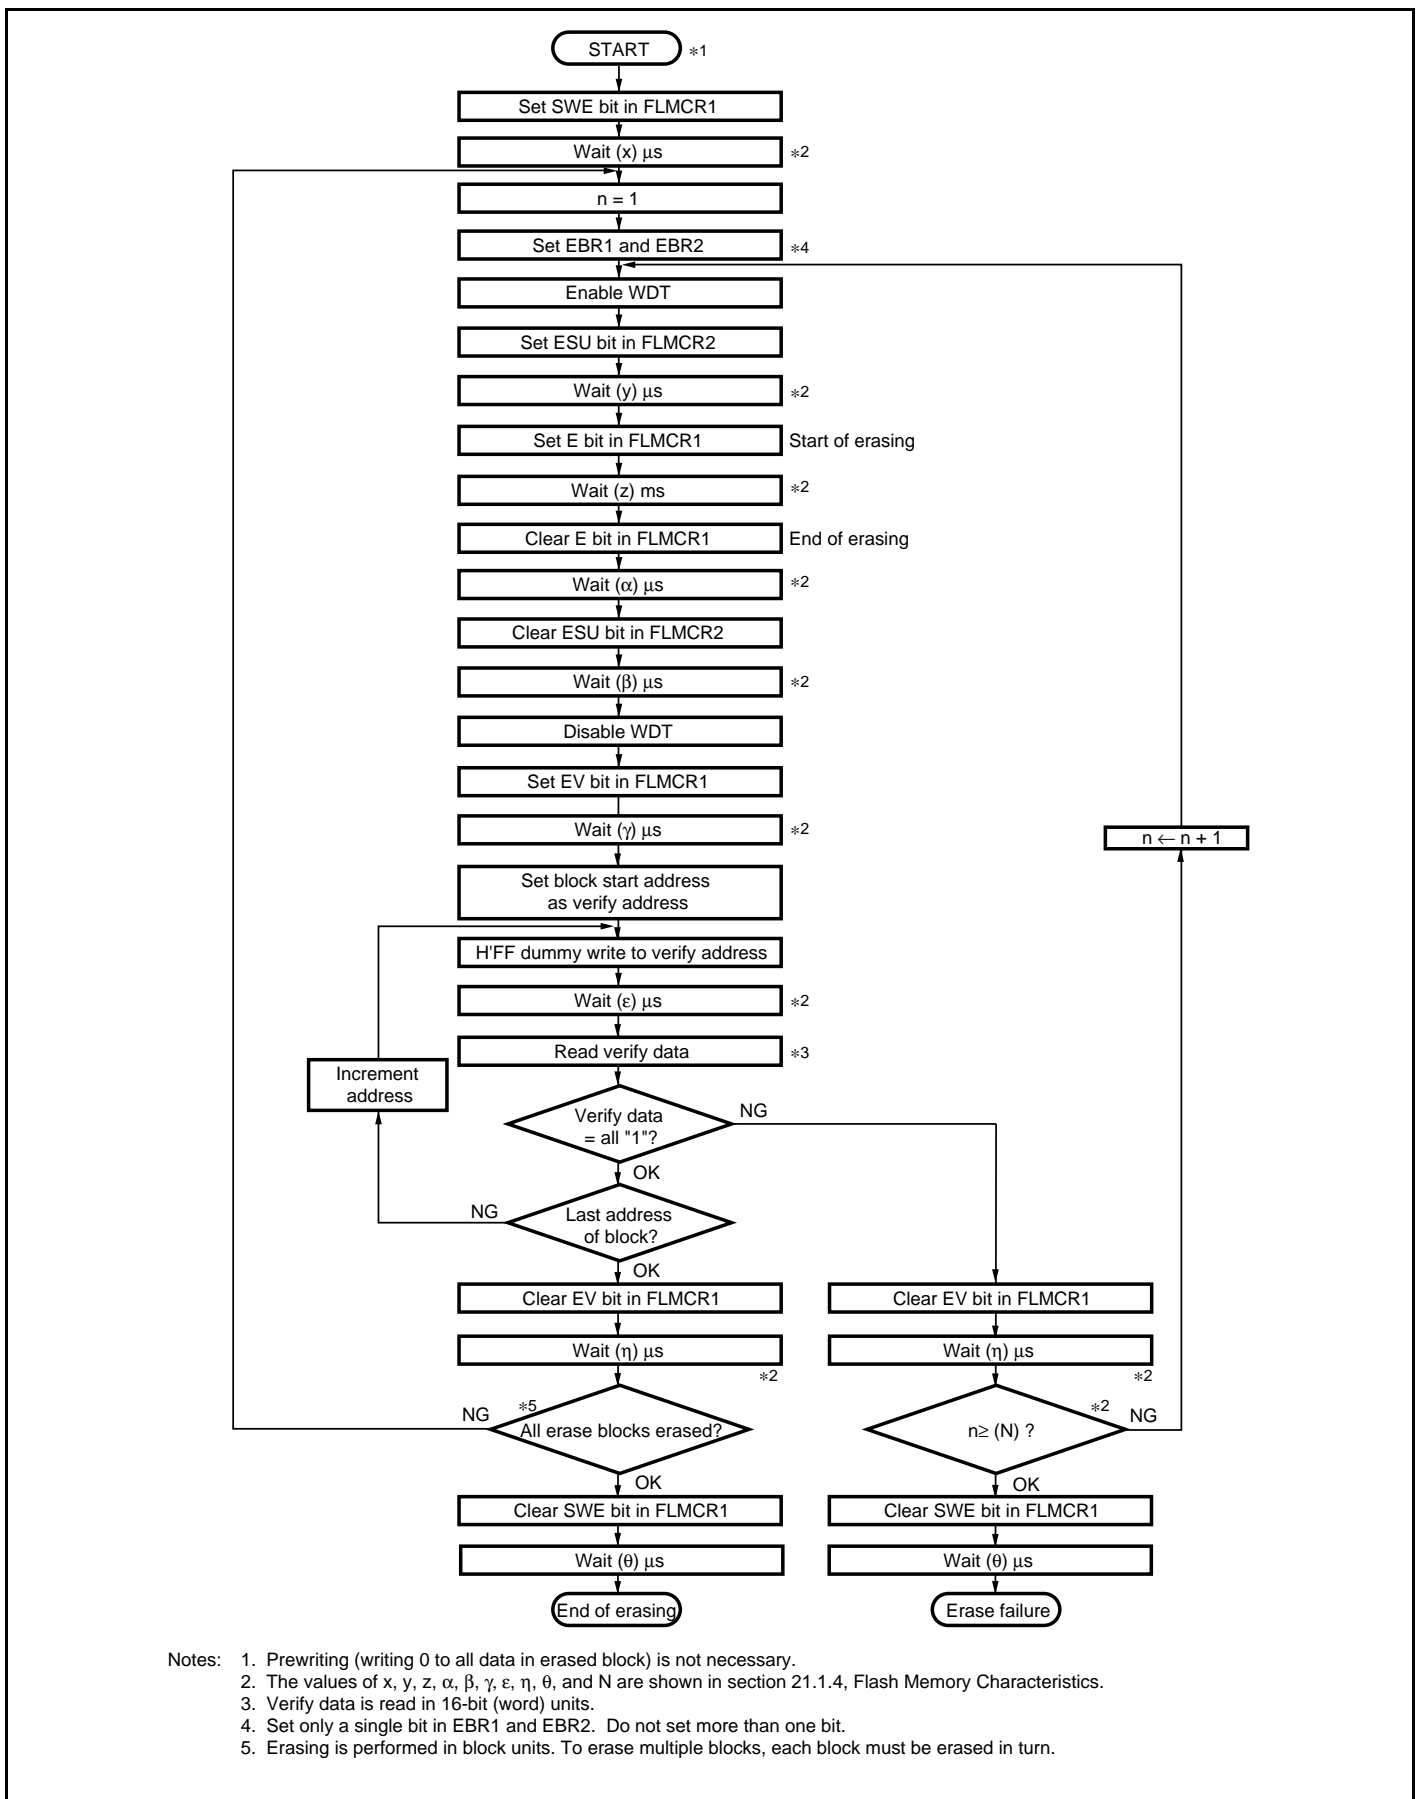 START *1
Set SWE bit in FLMCR1
Wait (x) μs *2
n = 1
Set EBR1 and EBR2 *4
Enable WDT
Set ESU bit in FLMCR2
Wait (y) μs *2
Set E bit in FLMCR1 Start of erasing
Wait (z) ms *2
Clear E bit in FLMCR1 End of erasing
Wait (α) μs *2
Clear ESU bit in FLMCR2
Wait (β) μs *2
Disable WDT
Set EV bit in FLMCR1
Wait (γ) μs *2
n ← n + 1
Set block start address
as verify address
H'FF dummy write to verify address
Wait (ε) μs *2
Read verify data *3
Increment
address
Verify data
= all "1"?
NG
OK
NG
Last address
of block?
OK
Clear EV bit in FLMCR1 Clear EV bit in FLMCR1
Wait (η) μs Wait (η) μs
*2 *2
NG *5 *2 NG
All erase blocks erased? n≥ (N) ?
OK OK
Clear SWE bit in FLMCR1 Clear SWE bit in FLMCR1
Wait (θ) μs Wait (θ) μs
End of erasing Erase failure
Notes: 1. Prewriting (writing 0 to all data in erased block) is not necessary.
2. The values of x, y, z, α, β, γ, ε, η, θ, and N are shown in section 21.1.4, Flash Memory Characteristics.
3. Verify data is read in 16-bit (word) units.
4. Set only a single bit in EBR1 and EBR2. Do not set more than one bit.
5. Erasing is performed in block units. To erase multiple blocks, each block must be erased in turn.